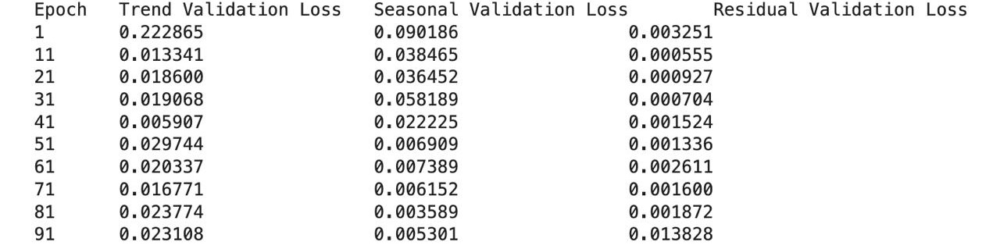 Epoch Trend Validation Loss Seasonal Validation Loss Residual Validation Loss
1 0.222865 0.090186 0.003251
11 0.013341 0.038465 0.000555
21 0.018600 0.036452 0.000927
31 0.019068 0.058189 0.000704
41 0.005907 0.022225 0.001524
51 0.029744 0.006909 0.001336
61 0.020337 0.007389 0.002611
71 0.016771 0.006152 0.001600
81 0.023774 0.003589 0.001872
91 0.023108 0.005301 0.013828